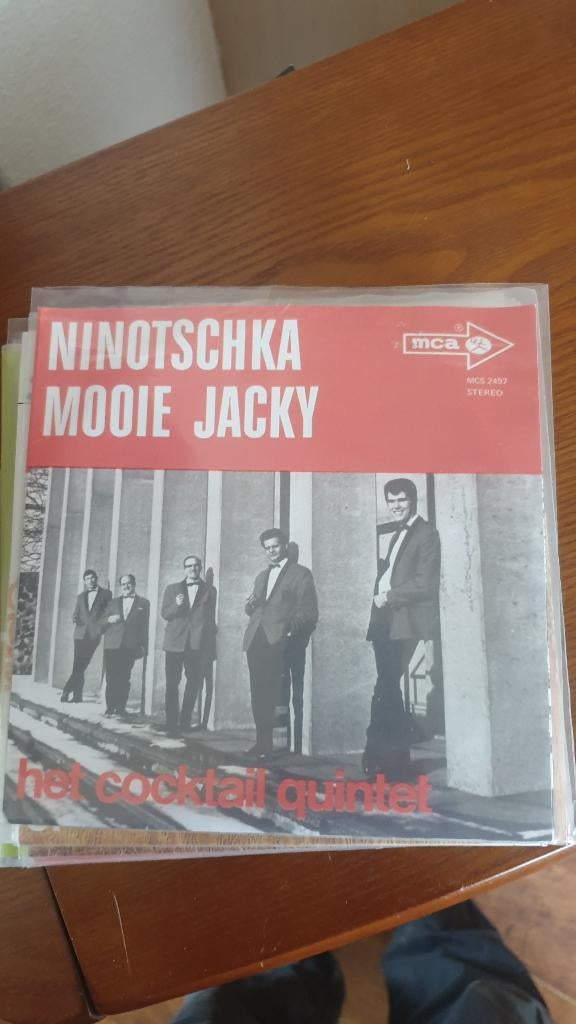 NINOTSCHKA
MOOIE JACKY
®
mca
MCS 2497
STEREO
het cocktail quintet